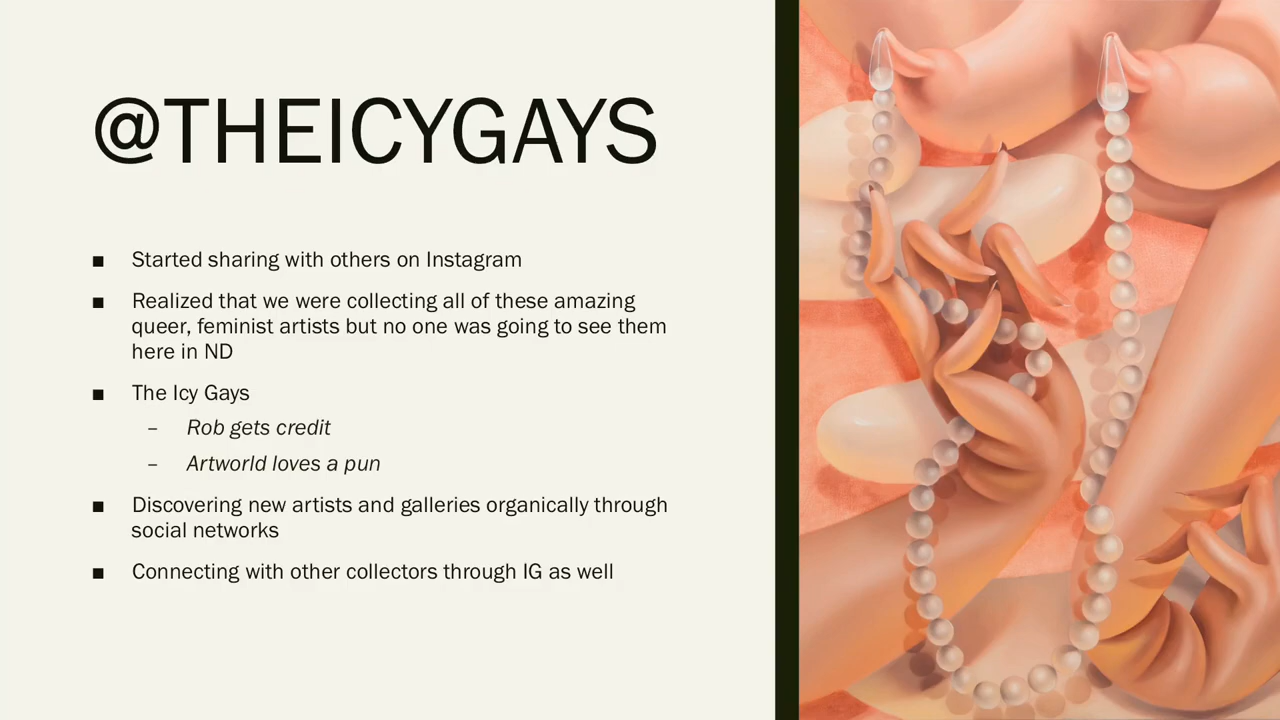 @THEICYGAYS
■ Started sharing with others on Instagram
■ Realized that we were collecting all of these amazing
queer, feminist artists but no one was going to see them
here in ND
■ The Icy Gays
– Rob gets credit
– Artworld loves a pun
■ Discovering new artists and galleries organically through
social networks
■ Connecting with other collectors through IG as well